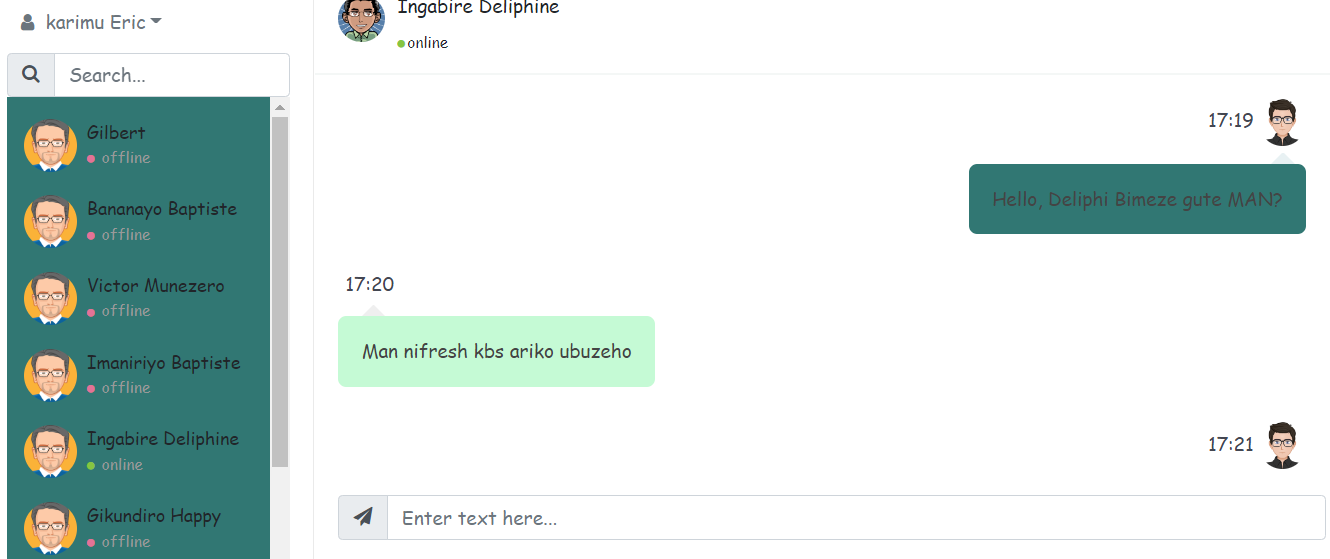 karimu Eric
Search...
Gilbert
offline
Bananayo Baptiste
offline
Victor Munezero
offline
Imaniriyo Baptiste
offline
Ingabire Deliphine
online
Gikundiro Happy
offline
Ingabire Deliphine
online
17:19
Hello, Deliphi Bimeze gute MAN?
17:20
Man nifresh kbs ariko ubuzeho
17:21
Enter text here...